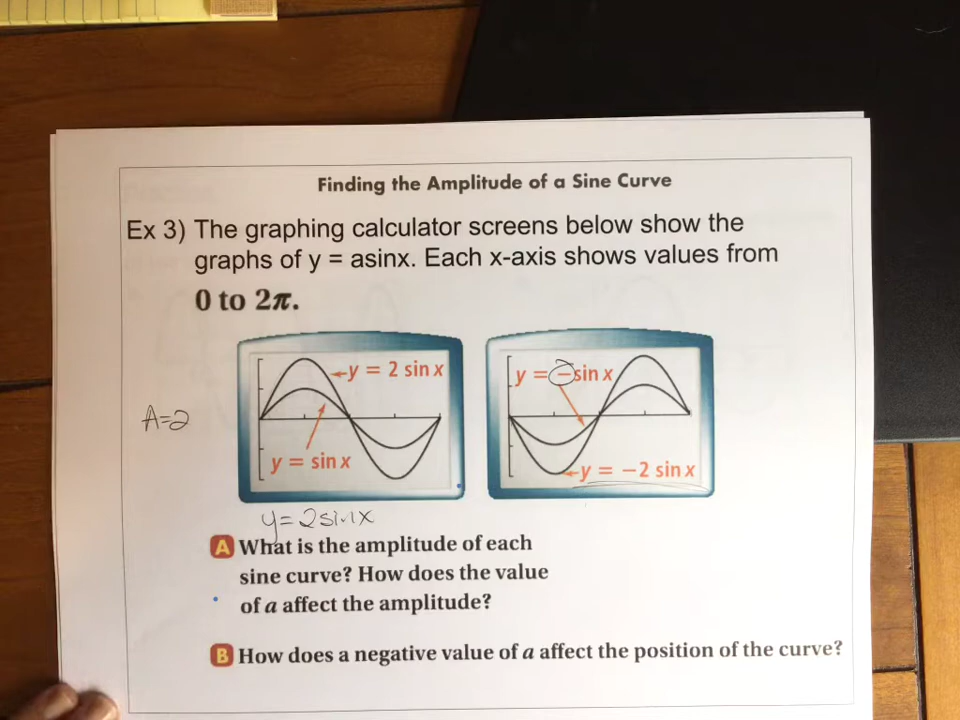 Finding the Amplitude of a Sine Curve
Ex 3) The graphing calculator screens below show the
graphs of y = asinx. Each x-axis shows values from
0 to 2π.
y = 2 sin x
y = sin x
y = −sin x
y = −2 sin x
A=2
y=2sinx
A What is the amplitude of each
sine curve? How does the value
of a affect the amplitude?
B How does a negative value of a affect the position of the curve?